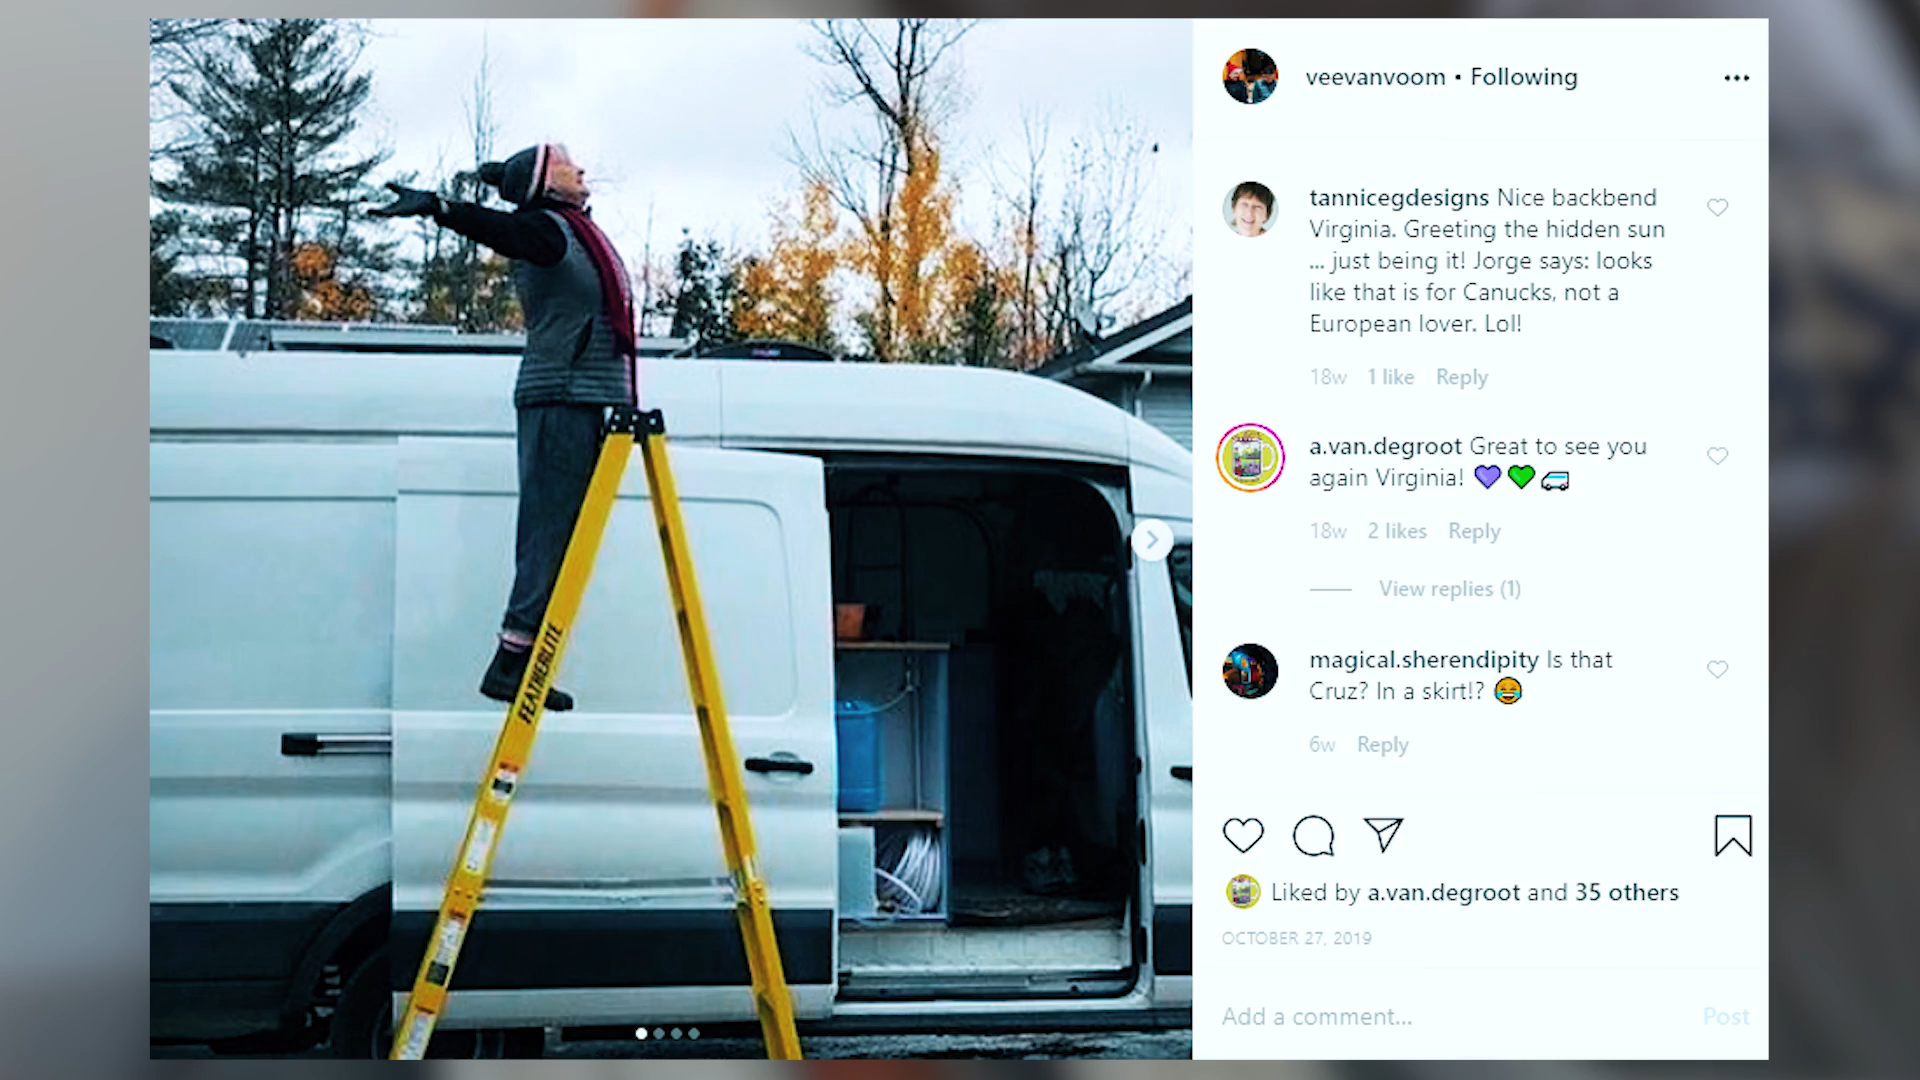 veevanvoom • Following
tannicegdesigns Nice backbend
Virginia. Greeting the hidden sun
... just being it! Jorge says: looks
like that is for Canucks, not a
European lover. Lol!
18w 1 like Reply
a.van.degroot Great to see you
again Virginia! 💜💚🚐
18w 2 likes Reply
View replies (1)
magical.sherendipity Is that
Cruz? In a skirt!? 😂
6w Reply
Liked by a.van.degroot and 35 others
OCTOBER 27, 2019
Add a comment... Post
FEATHERLITE